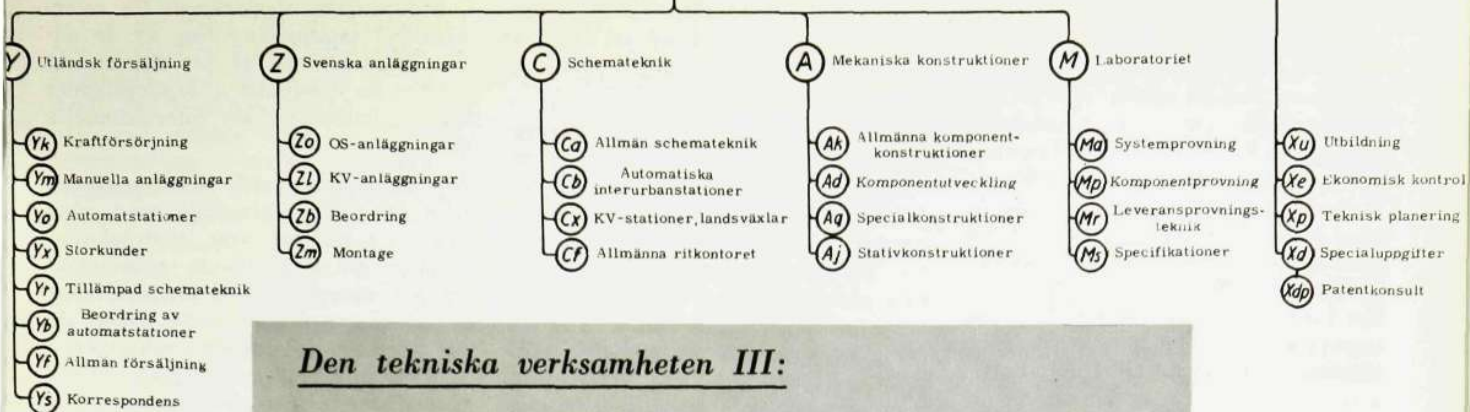 Y Utländsk försäljning
Yk Kraftförsörjning
Ym Manuella anläggningar
Yo Automatstationer
Yx Storkunder
Yt Tillämpad schemateknik
Yb Beordring av
automatstationer
Yf Allmän försäljning
Ys Korrespondens
Z Svenska anläggningar
Zo OS-anläggningar
Zl KV-anläggningar
Zb Beordring
Zm Montage
C Schemateknik
Ca Allmän schemateknik
Cb Automatiska
interurbanstationer
Cx KV-stationer, landsväxlar
Cf Allmänna ritkontoret
A Mekaniska konstruktioner
Ak Allmänna komponent-
konstruktioner
Ad Komponentutveckling
Aq Specialkonstruktioner
Aj Stativkonstruktioner
M Laboratoriet
Ma Systemprovning
Mp Komponentprovning
Mr Leveransprovnings-
teknik
Ms Specifikationer
Xu Utbildning
Xe Ekonomisk kontrol
Xp Teknisk planering
Xd Specialuppgifter
Xdp Patentkonsult
Den tekniska verksamheten III: